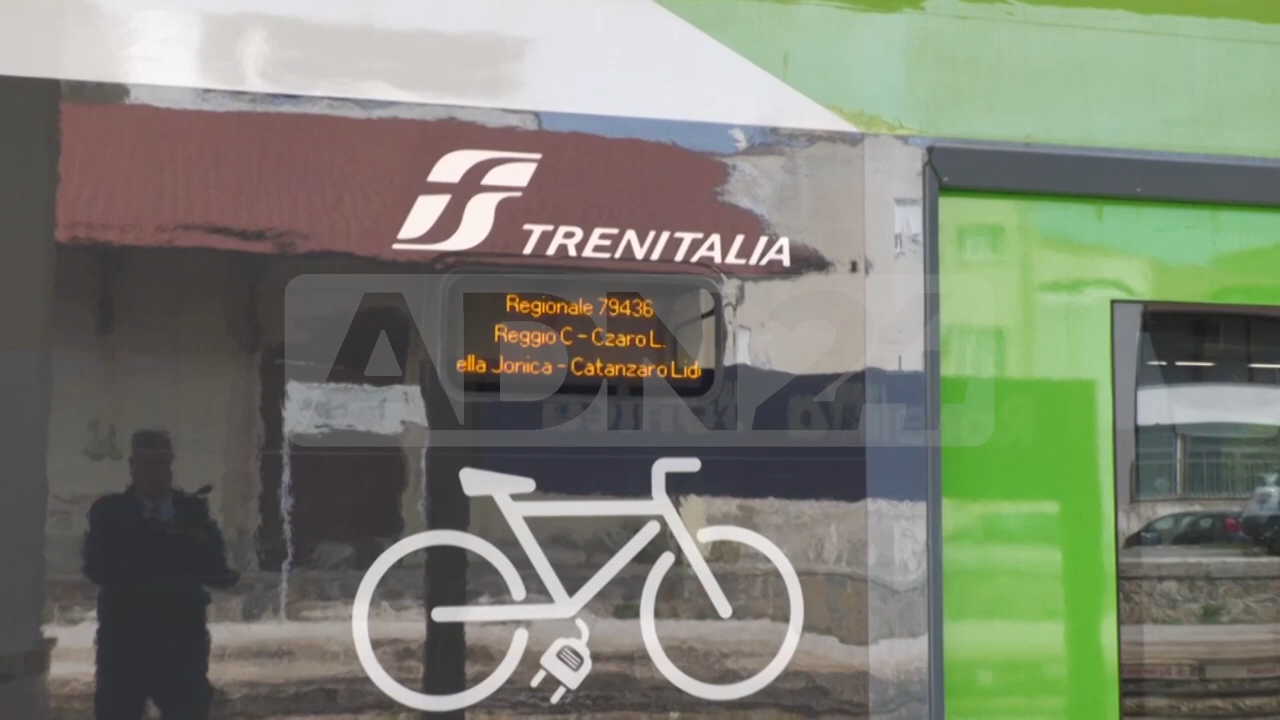 TRENITALIA
Regionale 79436
Reggio C - Czaro L.
ella Jonica - Catanzaro Lid
ADN24